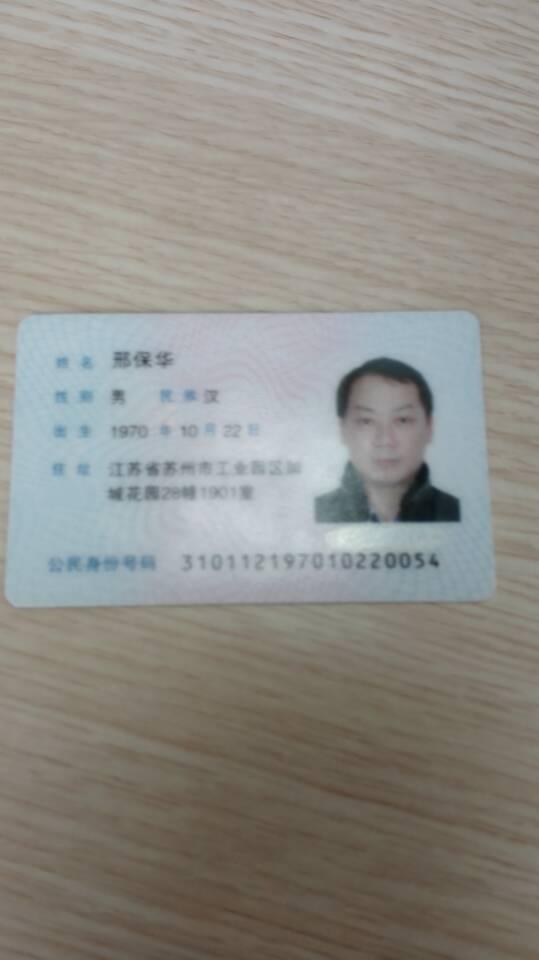 姓名 邢保华
性别 男 民族 汉
出生 1970 年 10 月 22 日
住址 江苏省苏州市工业园区
城花园28幢1901室
公民身份号码 310112197010220054